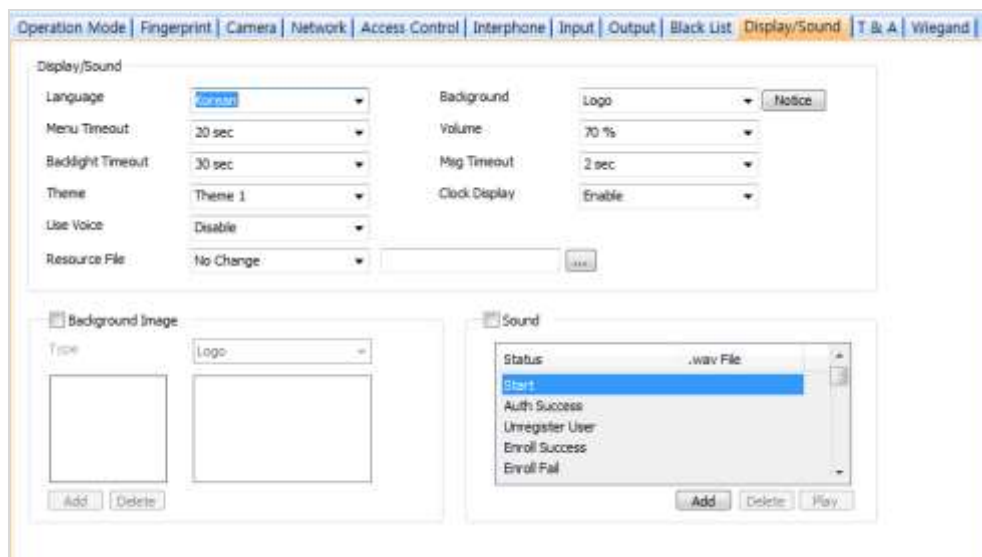 Operation Mode | Fingerprint | Camera | Network | Access Control | Interphone | Input | Output | Black List | Display/Sound | T & A | Wiegand |
Display/Sound
Language Korean Background Logo Notice
Menu Timeout 20 sec Volume 70 %
Backlight Timeout 30 sec Msg Timeout 2 sec
Theme Theme 1 Clock Display Enable
Use Voice Disable
Resource File No Change ...
Background Image
Type Logo
Add Delete
Sound
Status .wav File
Start
Auth Success
Unregister User
Enroll Success
Enroll Fail
Add Delete Play